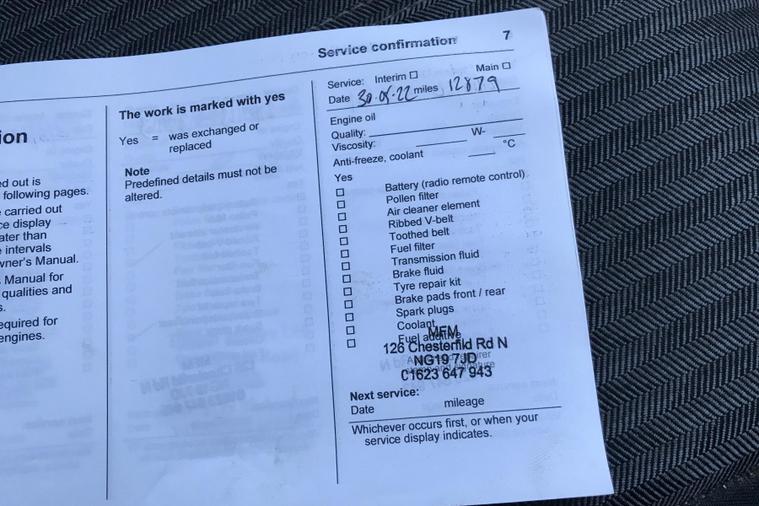 Service confirmation 7
ion
ed out is
following pages.
carried out
ce display
ater than
intervals
wner's Manual.
Manual for
qualities and
s.
equired for
engines.
The work is marked with yes
Yes = was exchanged or
replaced
Note
Predefined details must not be
altered.
Service: Interim ☐ Main ☐
Date 30.05.22 miles 12879
Engine oil
Quality:
Viscosity: W-
Anti-freeze, coolant °C
Yes
☐ Battery (radio remote control)
☐ Pollen filter
☐ Air cleaner element
☐ Ribbed V-belt
☐ Toothed belt
☐ Fuel filter
☐ Transmission fluid
☐ Brake fluid
☐ Tyre repair kit
☐ Brake pads front / rear
☐ Spark plugs
☐ Coolant
☐ Fuel additive
MFM
126 Chesterfild Rd N
NG19 7JD
C1623 647 943
Next service:
Date mileage
Whichever occurs first, or when your
service display indicates.